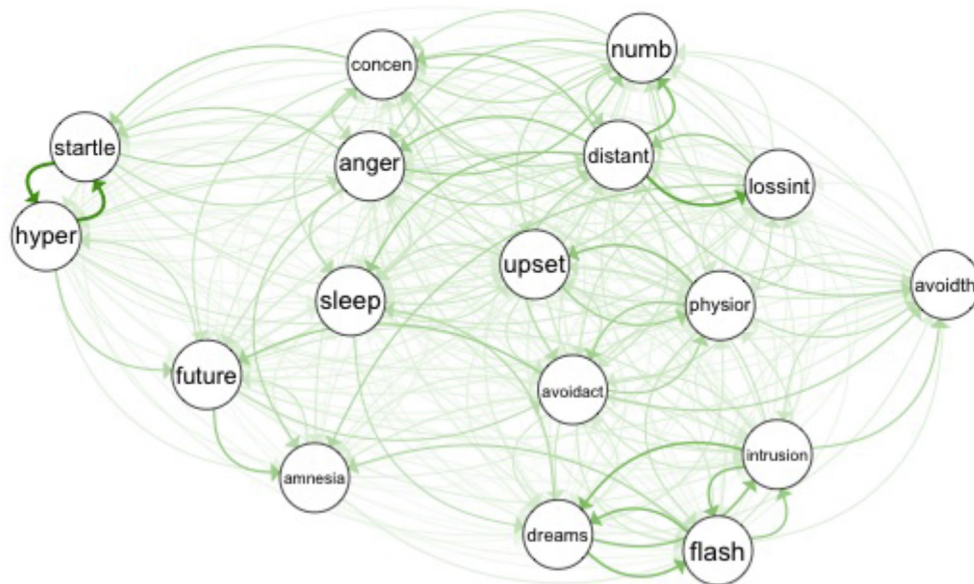 numb
concen
startle
anger
distant
lossint
hyper
upset
sleep
physior
avoidth
future
avoidact
intrusion
amnesia
dreams
flash